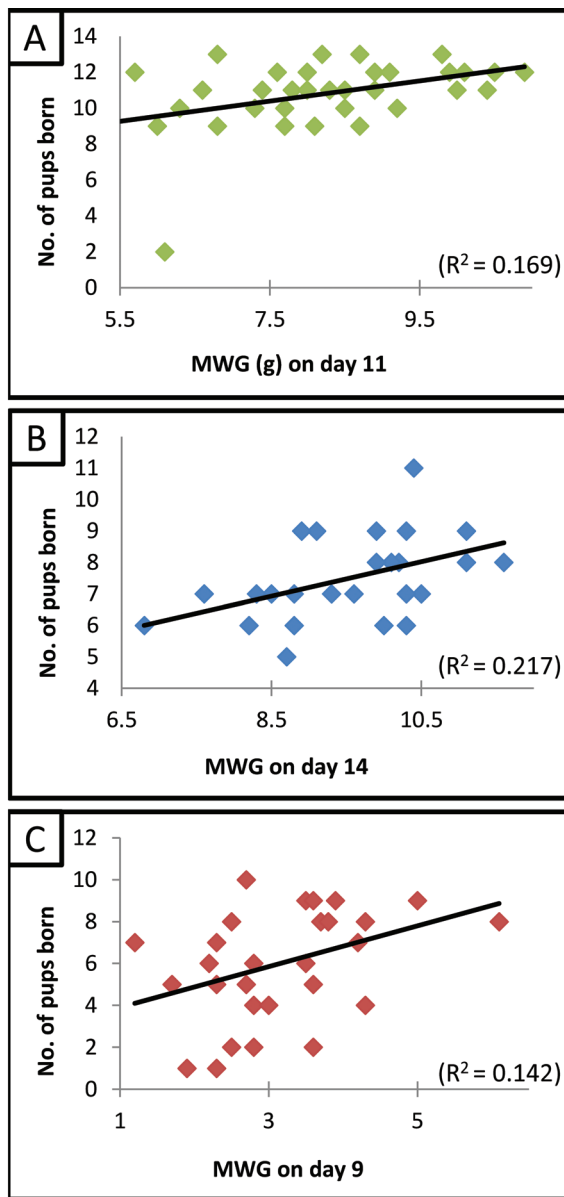 A
14
12
10
8
6
4
2
0
No. of pups born
(R² = 0.169)
5.5 7.5 9.5
MWG (g) on day 11
B
12
11
10
9
8
7
6
5
4
No. of pups born
(R² = 0.217)
6.5 8.5 10.5
MWG on day 14
C
12
10
8
6
4
2
0
No. of pups born
(R² = 0.142)
1 3 5
MWG on day 9